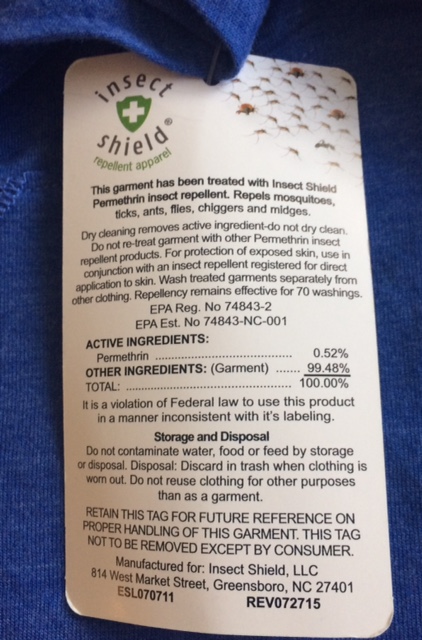 insect
shield®
repellent apparel
This garment has been treated with Insect Shield
Permethrin insect repellent. Repels mosquitoes,
ticks, ants, flies, chiggers and midges.
Dry cleaning removes active ingredient-do not dry clean.
Do not re-treat garment with other Permethrin insect
repellent products. For protection of exposed skin, use in
conjunction with an insect repellent registered for direct
application to skin. Wash treated garments separately from
other clothing. Repellency remains effective for 70 washings.
EPA Reg. No 74843-2
EPA Est. No 74843-NC-001
ACTIVE INGREDIENTS:
Permethrin ............................................. 0.52%
OTHER INGREDIENTS: (Garment) ....... 99.48%
TOTAL: ...................................................... 100.00%
It is a violation of Federal law to use this product
in a manner inconsistent with it's labeling.
Storage and Disposal
Do not contaminate water, food or feed by storage
or disposal. Disposal: Discard in trash when clothing is
worn out. Do not reuse clothing for other purposes
than as a garment.
RETAIN THIS TAG FOR FUTURE REFERENCE ON
PROPER HANDLING OF THIS GARMENT. THIS TAG
NOT TO BE REMOVED EXCEPT BY CONSUMER.
Manufactured for: Insect Shield, LLC
814 West Market Street, Greensboro, NC 27401
ESL070711 REV072715